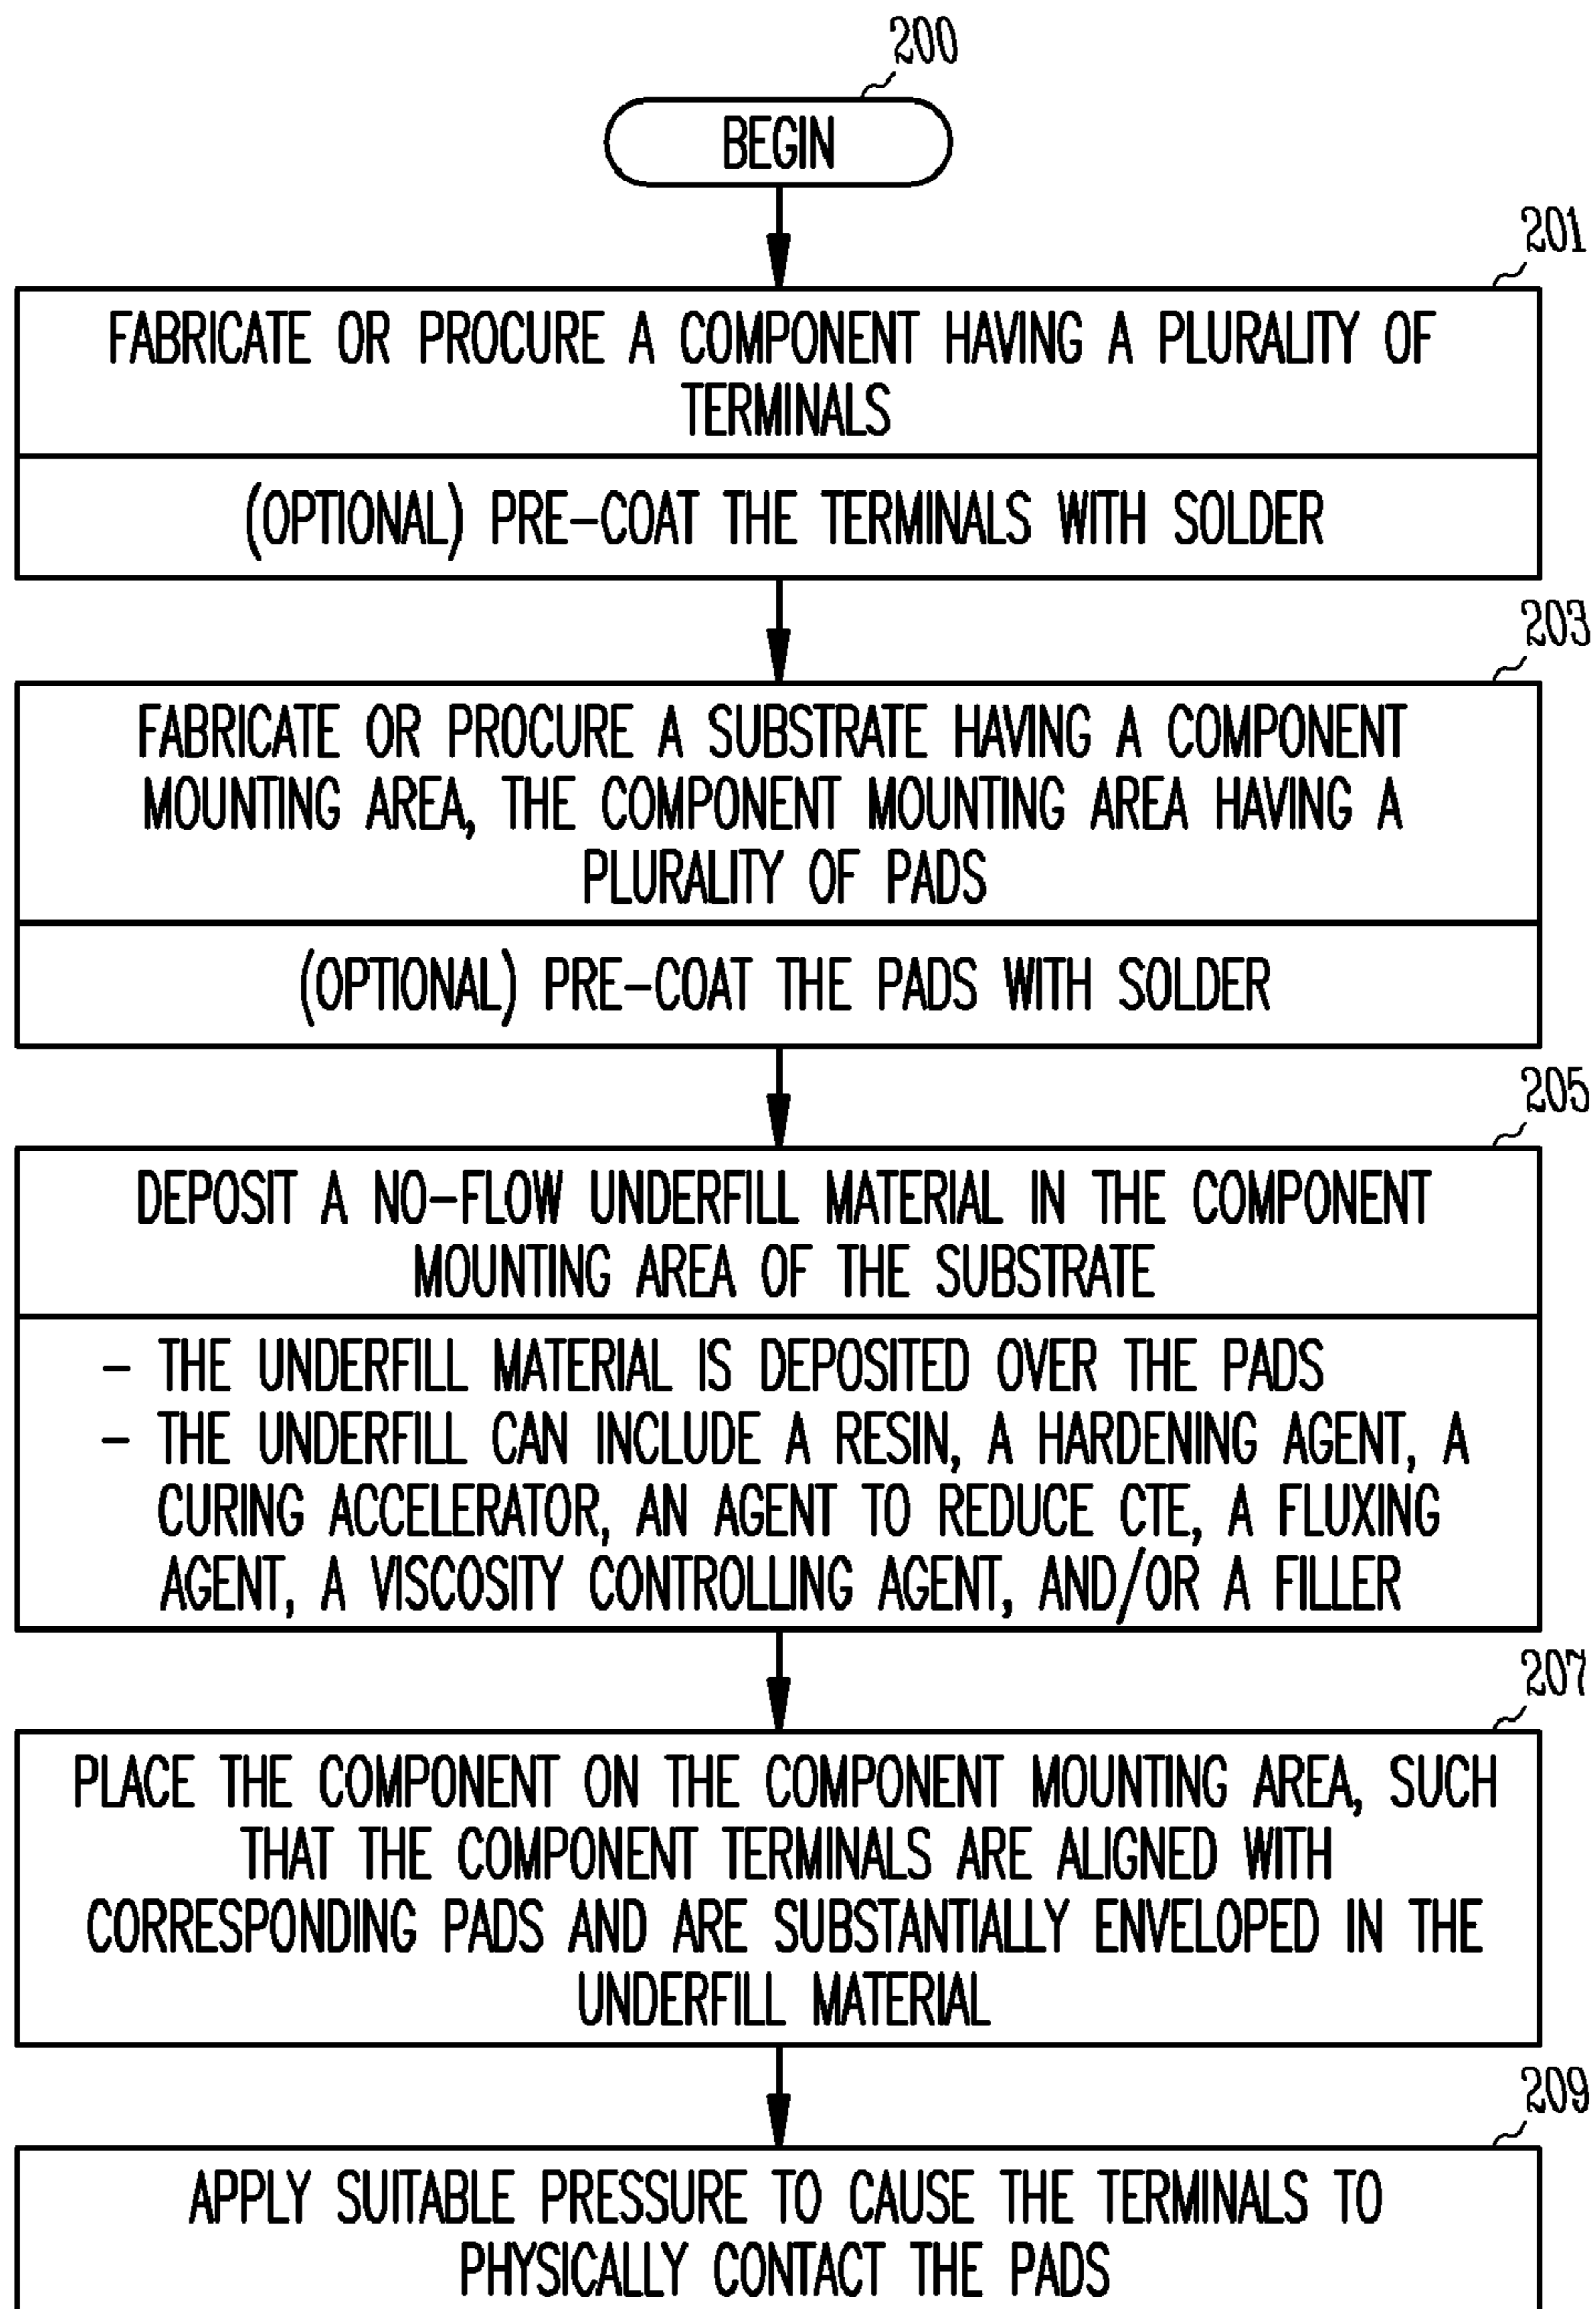 200
BEGIN
201
FABRICATE OR PROCURE A COMPONENT HAVING A PLURALITY OF
TERMINALS
(OPTIONAL) PRE-COAT THE TERMINALS WITH SOLDER
203
FABRICATE OR PROCURE A SUBSTRATE HAVING A COMPONENT
MOUNTING AREA, THE COMPONENT MOUNTING AREA HAVING A
PLURALITY OF PADS
(OPTIONAL) PRE-COAT THE PADS WITH SOLDER
205
DEPOSIT A NO-FLOW UNDERFILL MATERIAL IN THE COMPONENT
MOUNTING AREA OF THE SUBSTRATE
- THE UNDERFILL MATERIAL IS DEPOSITED OVER THE PADS
- THE UNDERFILL CAN INCLUDE A RESIN, A HARDENING AGENT, A
CURING ACCELERATOR, AN AGENT TO REDUCE CTE, A FLUXING
AGENT, A VISCOSITY CONTROLLING AGENT, AND/OR A FILLER
207
PLACE THE COMPONENT ON THE COMPONENT MOUNTING AREA, SUCH
THAT THE COMPONENT TERMINALS ARE ALIGNED WITH
CORRESPONDING PADS AND ARE SUBSTANTIALLY ENVELOPED IN THE
UNDERFILL MATERIAL
209
APPLY SUITABLE PRESSURE TO CAUSE THE TERMINALS TO
PHYSICALLY CONTACT THE PADS